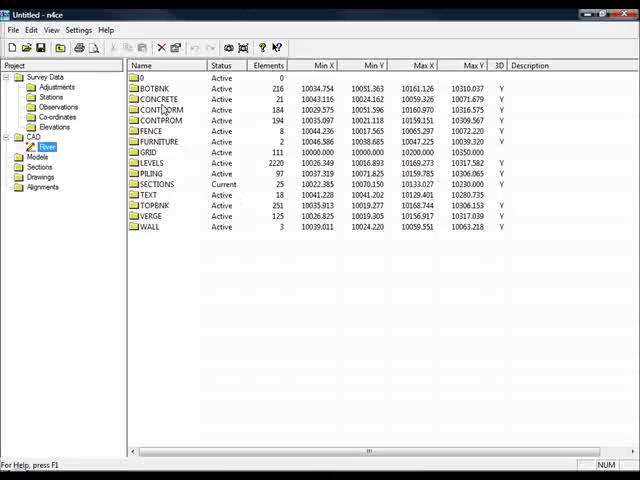 Untitled - n4ce
File Edit View Settings Help
Name Status Elements Min X Min Y Max X Max Y 3D Description
Project
Survey Data
Adjustments
Stations
Observations
Co-ordinates
Elevations
CAD
River
Models
Sections
Drawings
Alignments
0 Active 0
BOTBNK Active 216 10034.754 10051.363 10161.126 10310.037 Y
CONCRETE Active 21 10043.116 10024.162 10059.326 10071.679 Y
CONTNORM Active 184 10029.575 10051.596 10160.970 10316.575 Y
CONTPROM Active 194 10035.097 10021.118 10159.151 10309.567 Y
FENCE Active 8 10044.236 10017.565 10065.297 10072.220 Y
FURNITURE Active 2 10046.586 10038.685 10047.028 10039.320 Y
GRID Active 111 10000.000 10000.000 10200.000 10350.000
LEVELS Active 2220 10026.349 10016.893 10169.273 10317.582 Y
PILING Active 97 10037.319 10071.825 10159.785 10306.065 Y
SECTIONS Current 25 10022.385 10070.150 10133.027 10230.000 Y
TEXT Active 18 10041.228 10041.202 10129.401 10280.735
TOPBNK Active 251 10035.913 10019.277 10168.744 10306.153 Y
VERGE Active 125 10026.825 10019.305 10156.917 10317.039 Y
WALL Active 3 10039.011 10024.220 10059.551 10063.218 Y
For Help, press F1
NUM